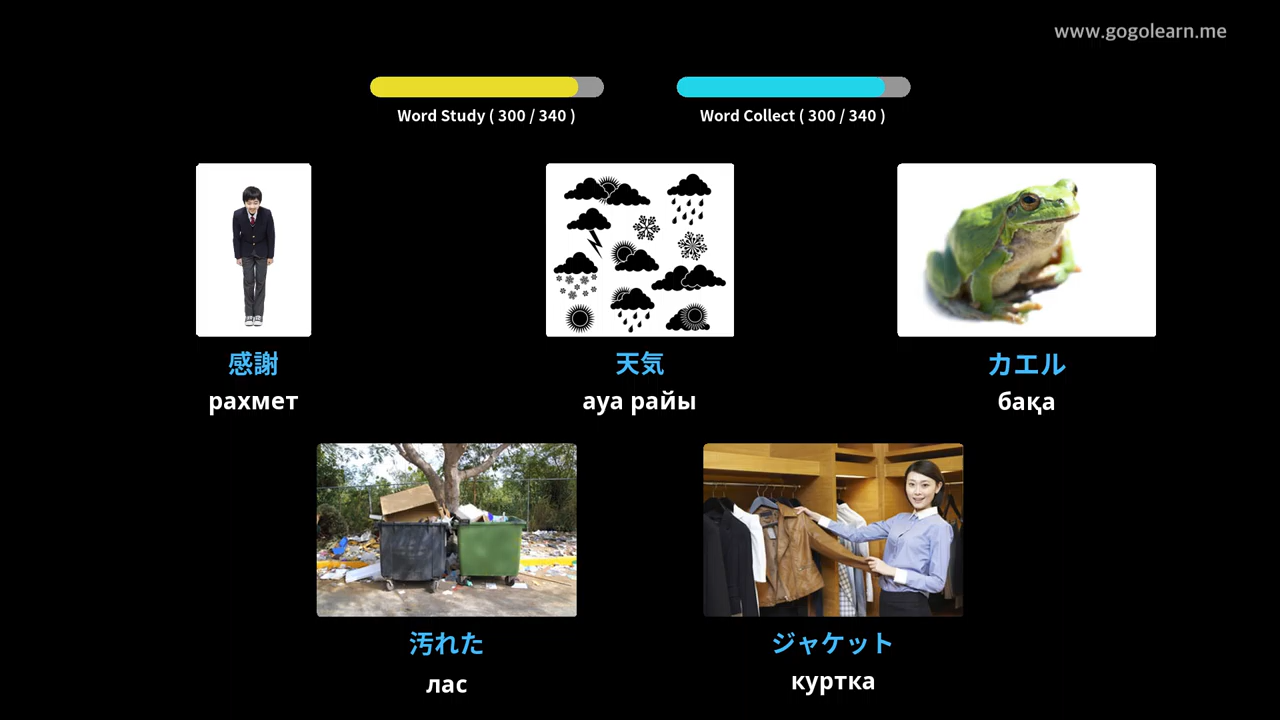 www.gogolearn.me
Word Study ( 300 / 340 )
Word Collect ( 300 / 340 )
感謝
рахмет
天気
ауа райы
カエル
бақа
汚れた
лас
ジャケット
куртка